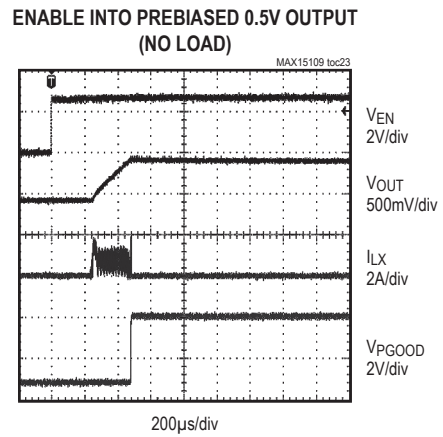 ENABLE INTO PREBIASED 0.5V OUTPUT
(NO LOAD)
MAX15109 toc23
T
VEN
2V/div
VOUT
500mV/div
ILX
2A/div
VPGOOD
2V/div
200µs/div